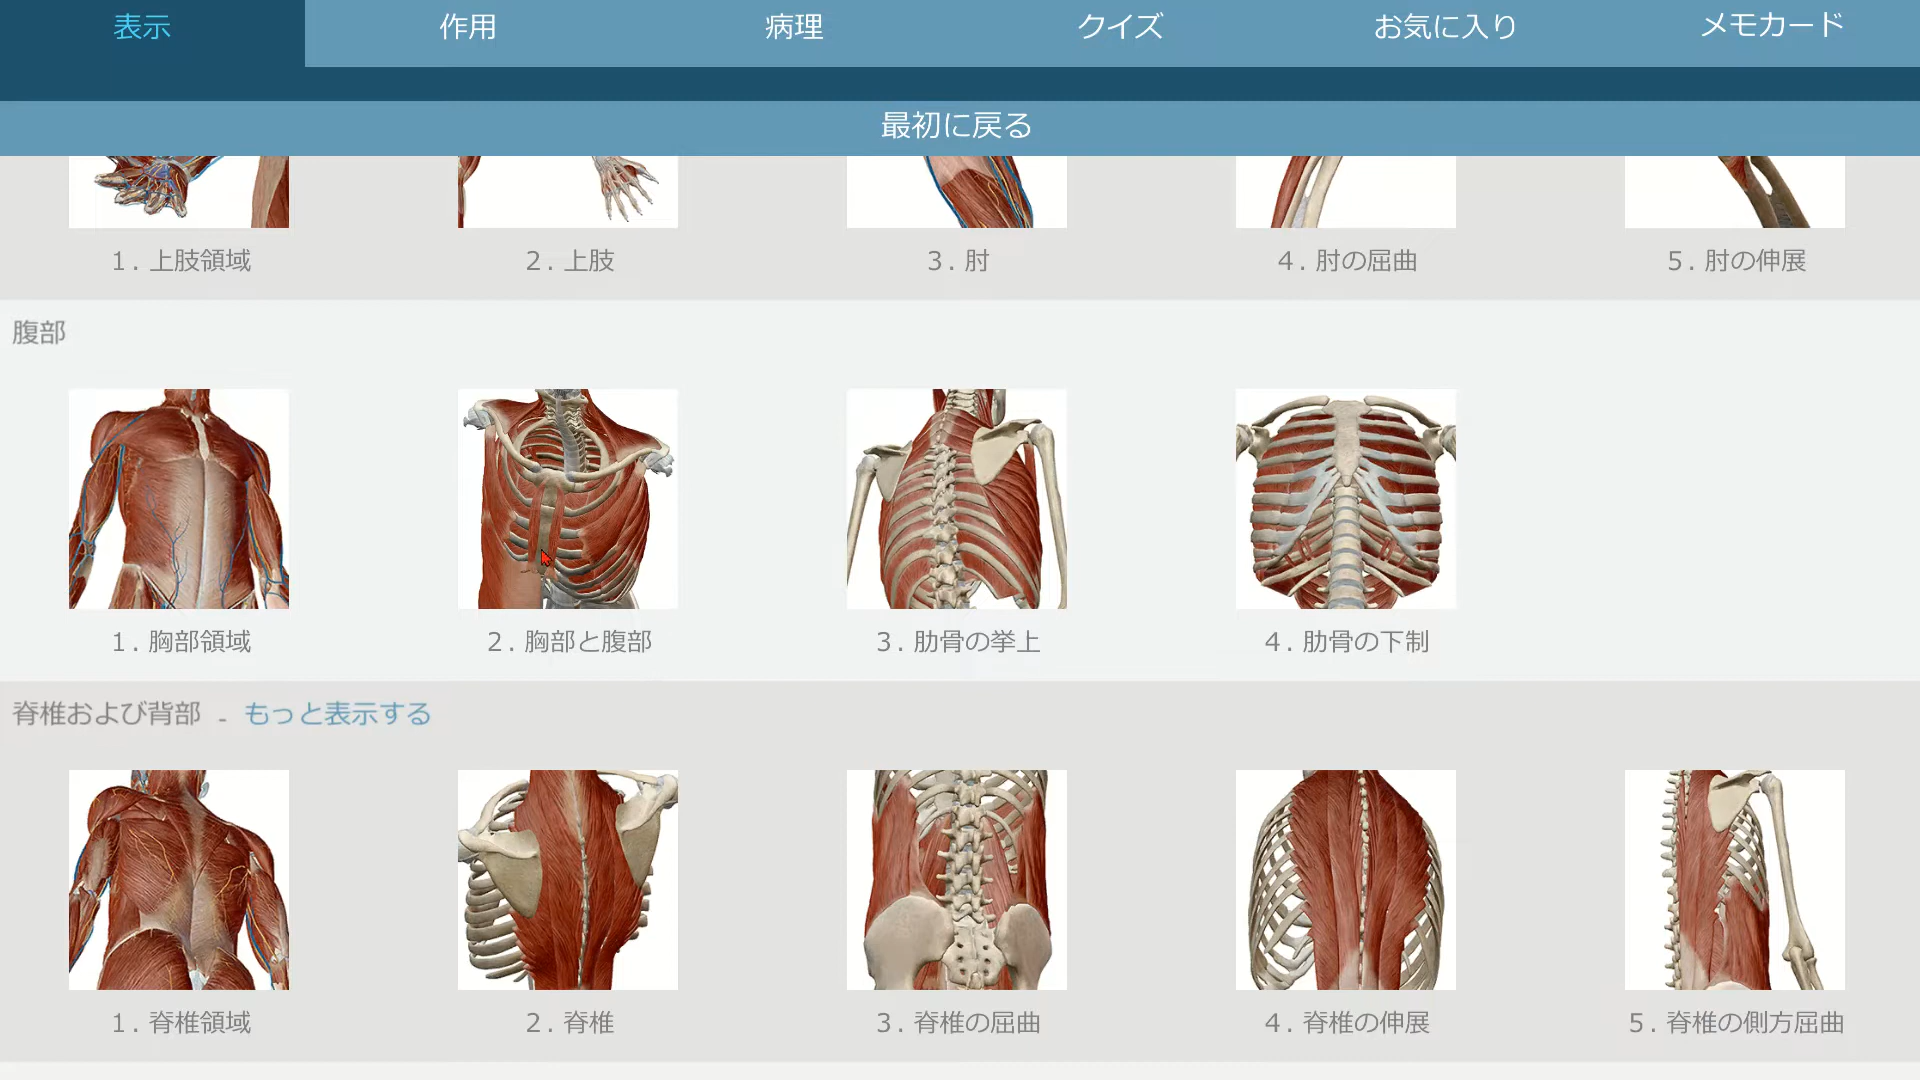 表示
作用
病理
クイズ
お気に入り
メモカード
最初に戻る
1 . 上肢領域
2 . 上肢
3 . 肘
4 . 肘の屈曲
5 . 肘の伸展
腹部
1 . 胸部領域
2 . 胸部と腹部
3 . 肋骨の挙上
4 . 肋骨の下制
脊椎および背部 - もっと表示する
1 . 脊椎領域
2 . 脊椎
3 . 脊椎の屈曲
4 . 脊椎の伸展
5 . 脊椎の側方屈曲